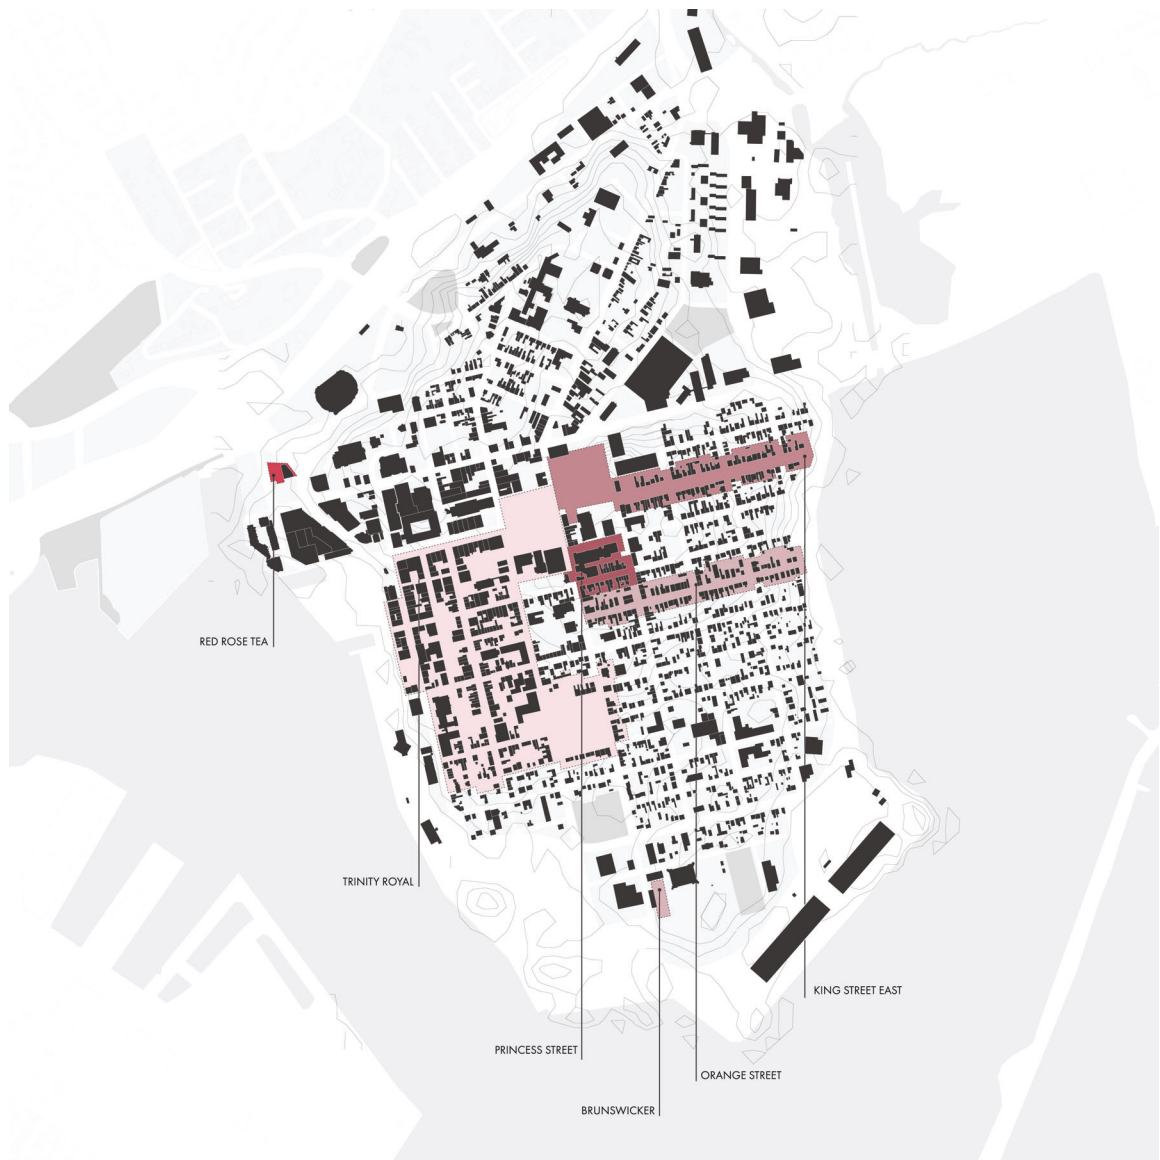 RED ROSE TEA
TRINITY ROYAL
KING STREET EAST
PRINCESS STREET
ORANGE STREET
BRUNSWICKER